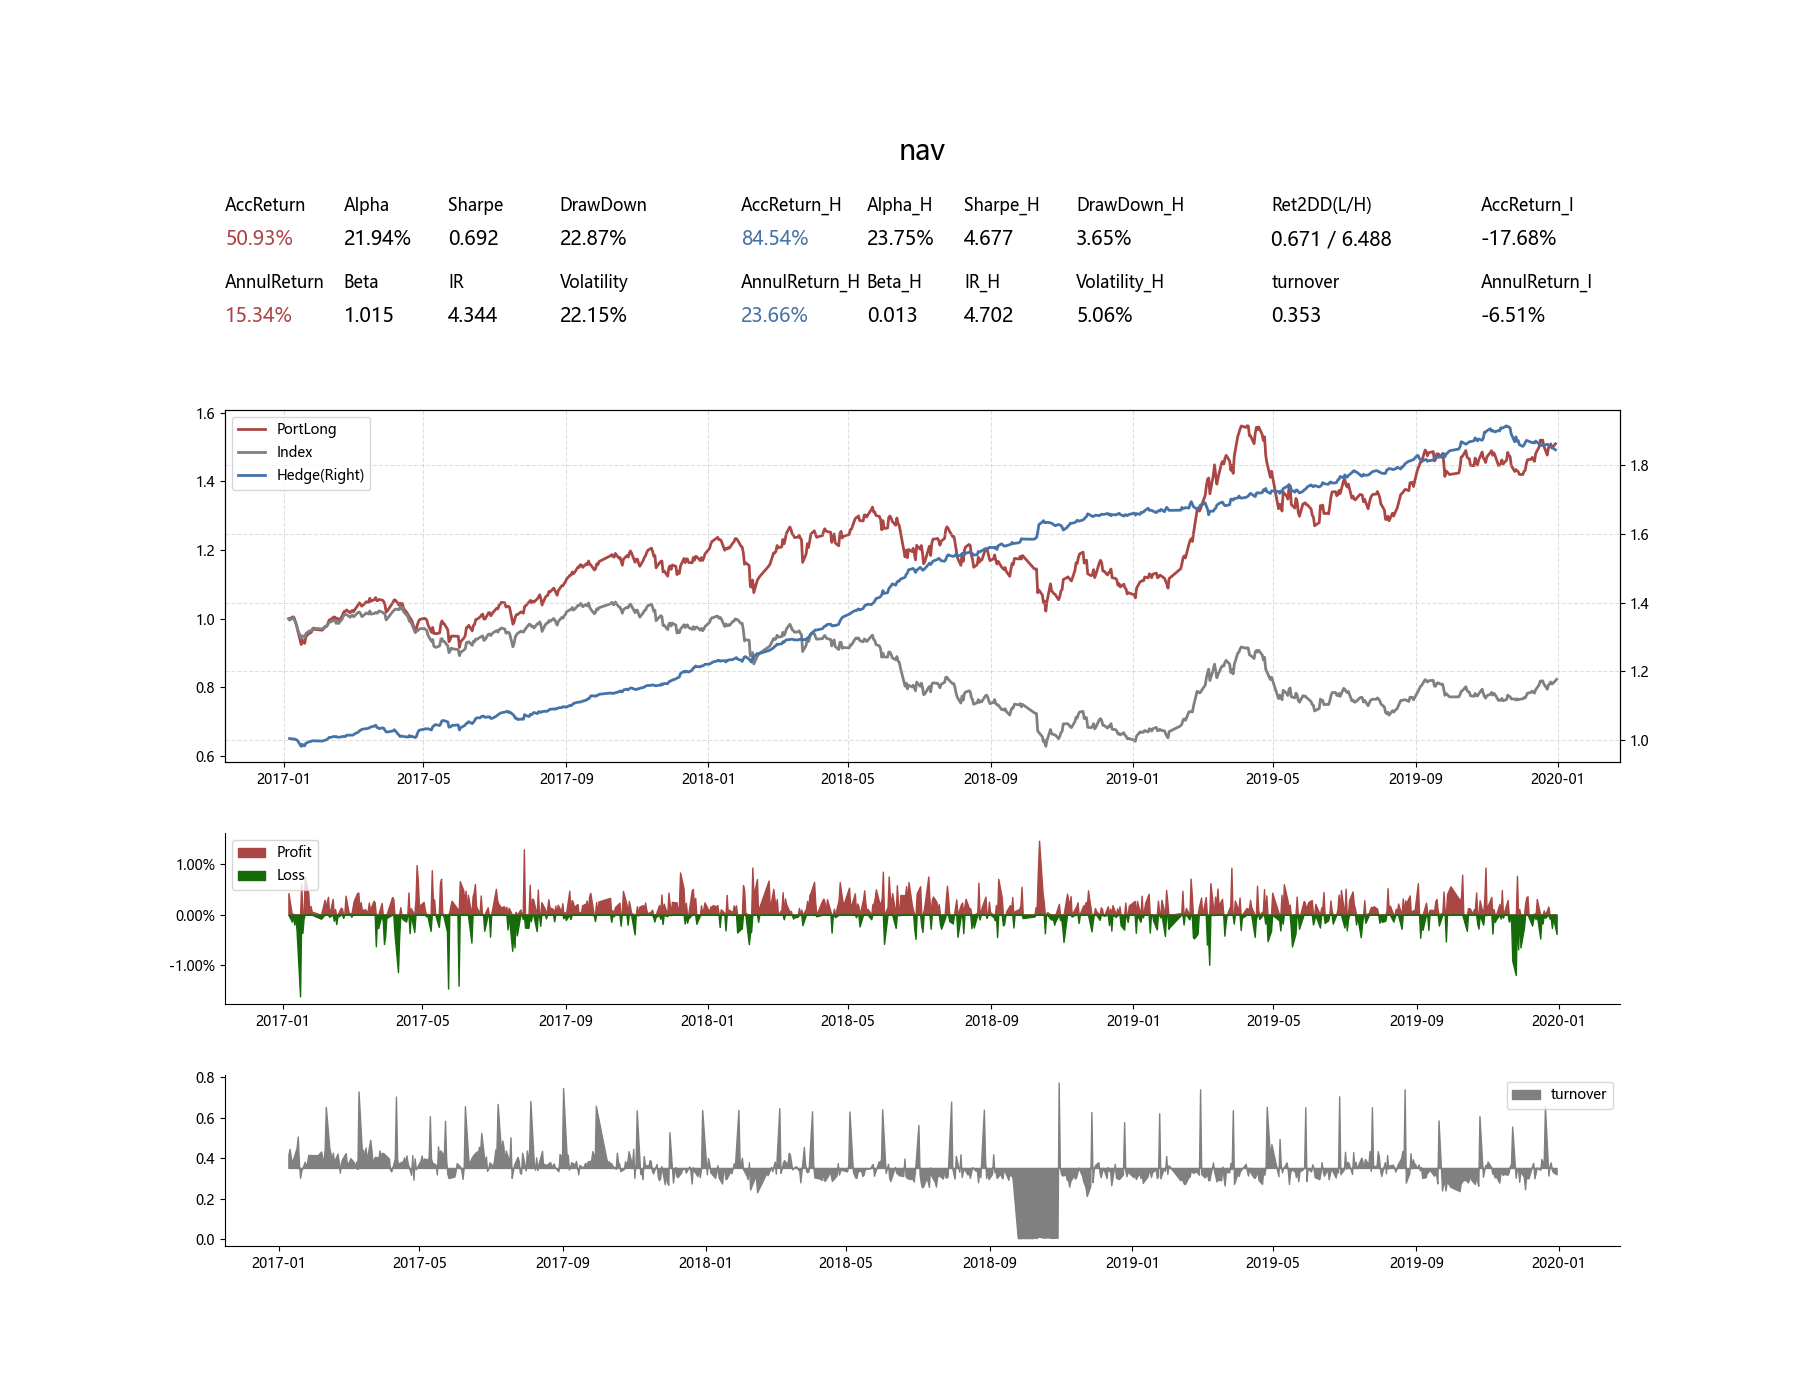 nav
AccReturn Alpha Sharpe DrawDown AccReturn_H Alpha_H Sharpe_H DrawDown_H Ret2DD(L/H) AccReturn_I
50.93% 21.94% 0.692 22.87% 84.54% 23.75% 4.677 3.65% 0.671 / 6.488 -17.68%
AnnulReturn Beta IR Volatility AnnulReturn_H Beta_H IR_H Volatility_H turnover AnnulReturn_I
15.34% 1.015 4.344 22.15% 23.66% 0.013 4.702 5.06% 0.353 -6.51%
1.6
PortLong
Index
Hedge(Right)
1.4
1.2
1.0
0.8
0.6
1.8
1.6
1.4
1.2
1.0
2017-01 2017-05 2017-09 2018-01 2018-05 2018-09 2019-01 2019-05 2019-09 2020-01
Profit
Loss
1.00%
0.00%
-1.00%
2017-01 2017-05 2017-09 2018-01 2018-05 2018-09 2019-01 2019-05 2019-09 2020-01
0.8
turnover
0.6
0.4
0.2
0.0
2017-01 2017-05 2017-09 2018-01 2018-05 2018-09 2019-01 2019-05 2019-09 2020-01